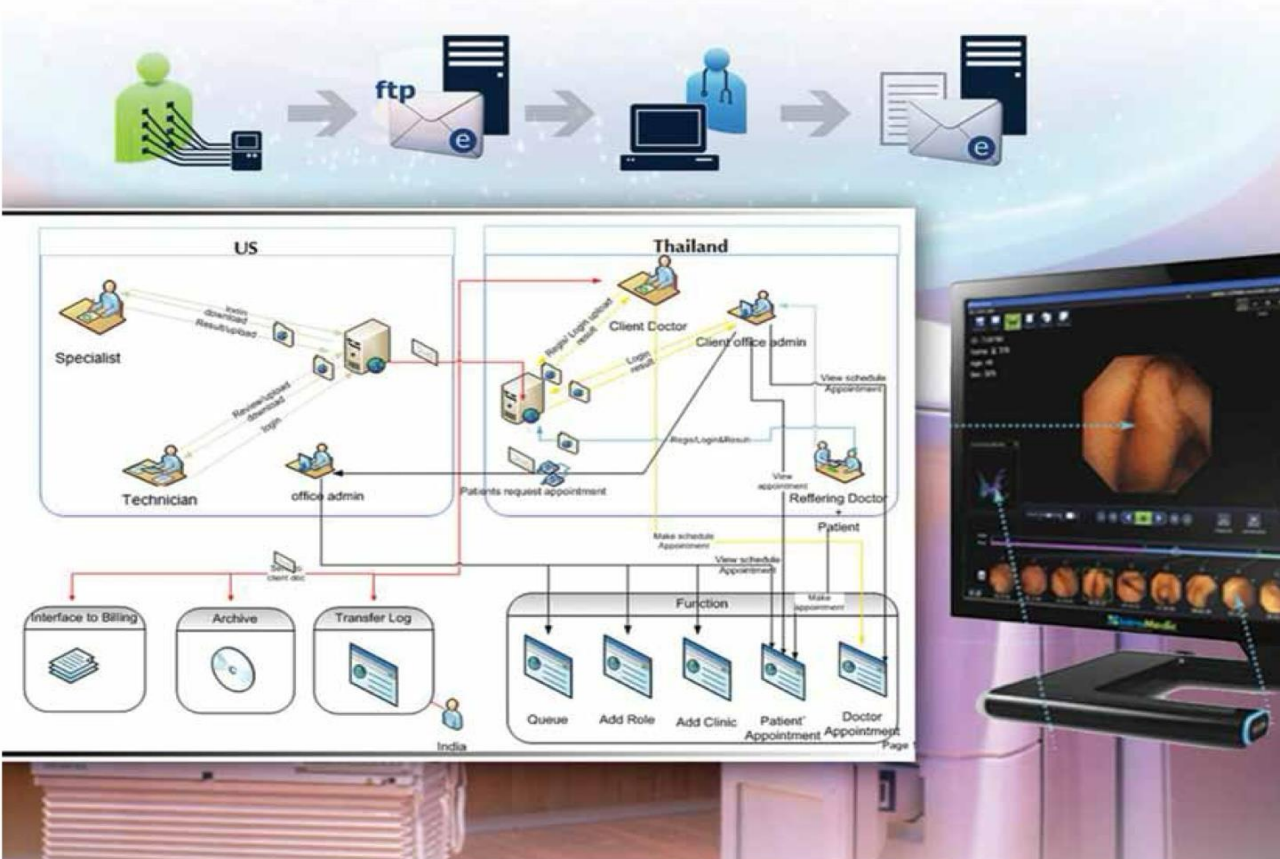 ftp
e
e
US
Thailand
login
download
Result/upload
Specialist
Review/upload
download
login
Technician
office admin
Regis/ Login upload
result
Client Doctor
Login
result
Client office admin
View schedule
Appointment
Regis/Login&Result
Patients request appointment
View
appointment
Reffering Doctor
+
Patient
Make schedule
Appointment
View schedule
Appointment
client doc
Make
appointment
Interface to Billing
Archive
Transfer Log
India
Function
Queue
Add Role
Add Clinic
Patient'
Appointment
Doctor
Appointment
Page 1
IntroMedic